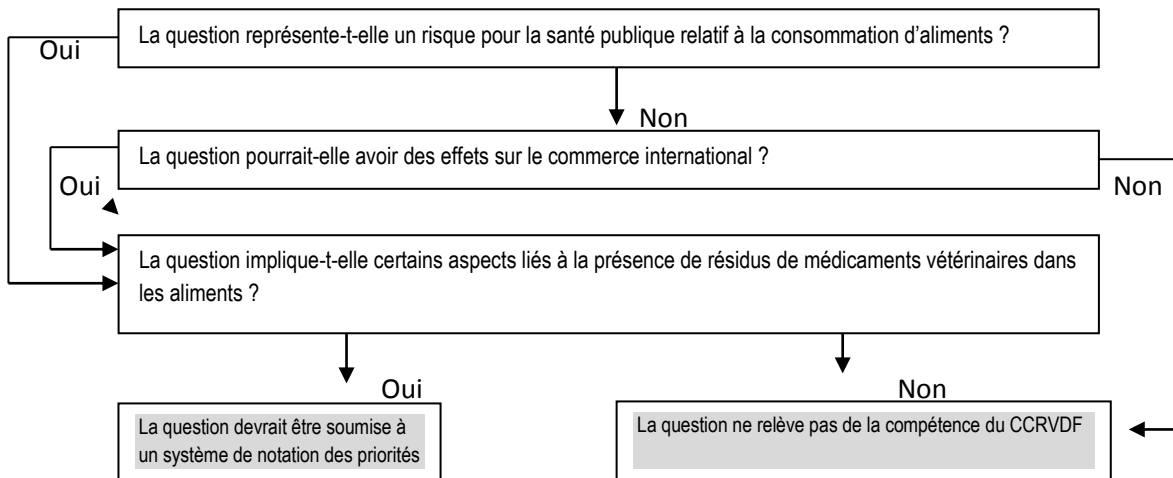 La question représente-t-elle un risque pour la santé publique relatif à la consommation d'aliments ?
Oui
Non
La question pourrait-elle avoir des effets sur le commerce international ?
Oui
Non
La question implique-t-elle certains aspects liés à la présence de résidus de médicaments vétérinaires dans
les aliments ?
Oui
Non
La question devrait être soumise à
un système de notation des priorités
La question ne relève pas de la compétence du CCRVDF